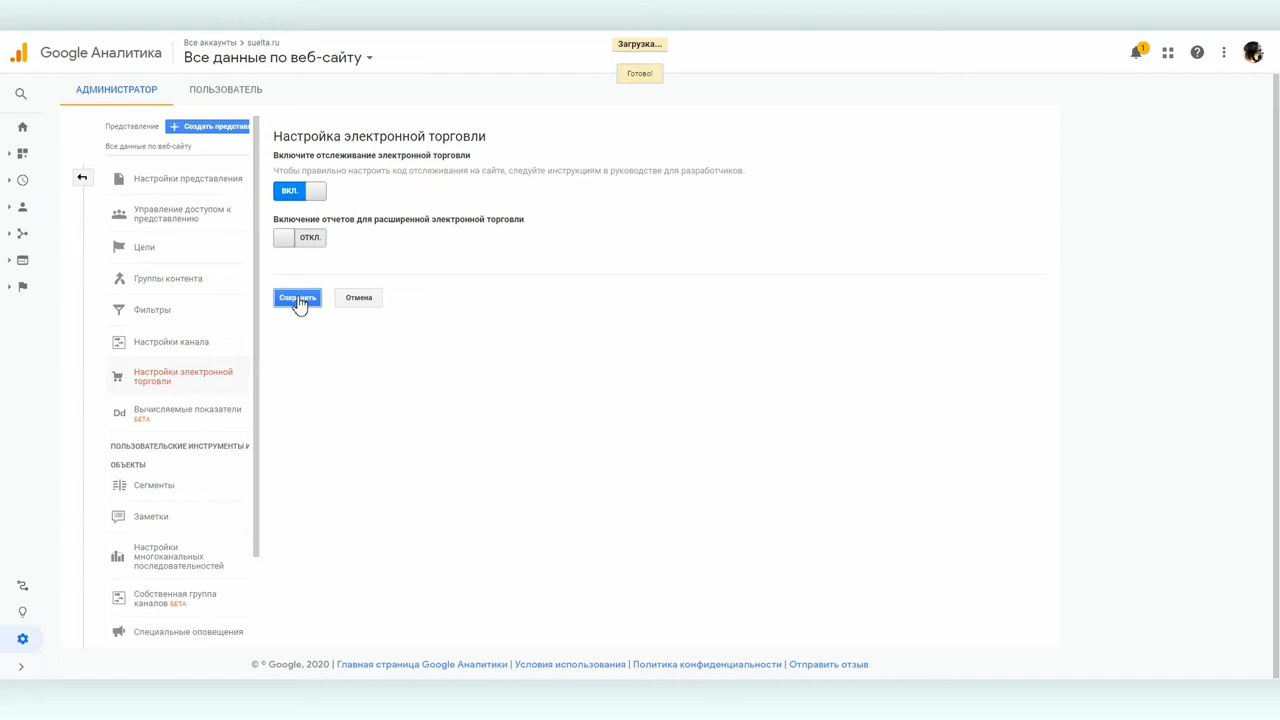 Google Аналитика
Все аккаунты > suelta.ru
Все данные по веб-сайту
Загрузка...
Готово!
1
АДМИНИСТРАТОР
ПОЛЬЗОВАТЕЛЬ
Представление
+ Создать представл
Все данные по веб-сайту
Настройки представления
Управление доступом к
представлению
Цели
Группы контента
Фильтры
Настройки канала
Настройки электронной
торговли
Dd
Вычисляемые показатели
БЕТА
ПОЛЬЗОВАТЕЛЬСКИЕ ИНСТРУМЕНТЫ И
ОБЪЕКТЫ
Сегменты
Заметки
Настройки
многоканальных
последовательностей
Собственная группа
каналов БЕТА
Специальные оповещения
Настройка электронной торговли
Включите отслеживание электронной торговли
Чтобы правильно настроить код отслеживания на сайте, следуйте инструкциям в руководстве для разработчиков.
ВКЛ.
Включение отчетов для расширенной электронной торговли
ОТКЛ.
Сохранить
Отмена
© º Google, 2020 | Главная страница Google Аналитики | Условия использования | Политика конфиденциальности | Отправить отзыв